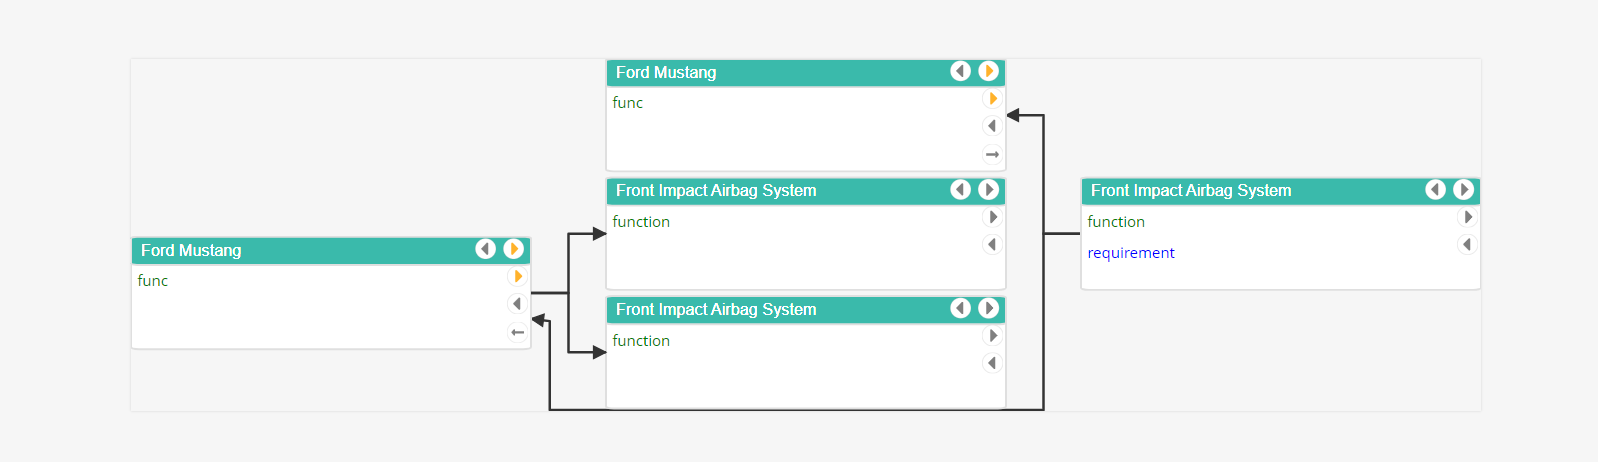 Ford Mustang
func
Front Impact Airbag System
function
Front Impact Airbag System
function
requirement
Ford Mustang
func
Front Impact Airbag System
function